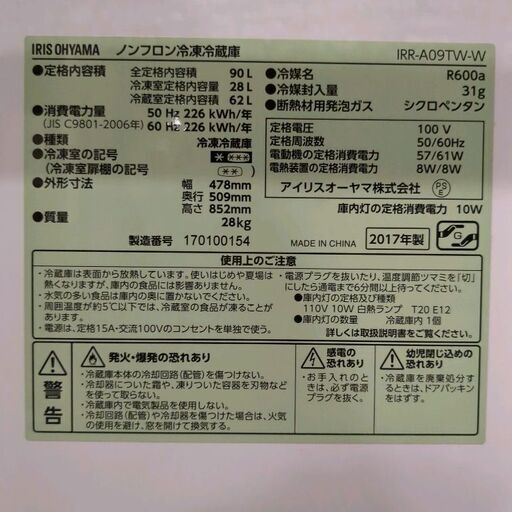 IRIS OHYAMA ノンフロン冷凍冷蔵庫 IRR-A09TW-W
●定格内容積 全定格内容積 90 L
冷凍室定格内容積 28 L
冷蔵室定格内容積 62 L
●消費電力量 50 Hz 226 kWh/年
(JIS C9801-2006年) 60 Hz 226 kWh/年
●種類 冷凍冷蔵庫
●冷凍室の記号
(冷凍室扉棚の記号)
●外形寸法 幅 478mm
奥行 509mm
高さ 852mm
●質量 28kg
製造番号 170100154
●冷媒名 R600a
●冷媒封入量 31g
●断熱材用発泡ガス シクロペンタン
定格電圧 100 V
定格周波数 50/60Hz
電動機の定格消費電力 57/61W
電熱装置の定格消費電力 8W/8W
アイリスオーヤマ株式会社 PS E
庫内灯の定格消費電力 10W
MADE IN CHINA 2017年製 G
使用上のご注意
・冷蔵庫は表面から放熱しています。使いはじめや夏場は
熱くなりますが、庫内の食品には影響ありません。
・水気の多い食品は庫内の奥に置かないでください。
・周囲温度が約5℃以下では、冷蔵室の食品が凍ることが
あります。
・電源は、定格15A・交流100Vのコンセントを単独で使う。
・電源プラグを抜いたり、温度調節ツマミを「切」
にしたら通電まで6分間以上待ってください。
●庫内灯の定格及び種類
110V 10W 白熱ランプ T20 E12
●庫内灯の数量 冷蔵庫内 1個
詳しくは取扱説明書をご覧ください。
警告
発火・爆発の恐れあり
・冷蔵庫本体の冷却回路(配管)を傷つけない。
・冷却器についた霜や、凍りついた容器を刃物など
を使って取らない。
・冷蔵庫内で電気製品を使用しない。
・冷却回路(配管)や冷却器を傷つけた場合は、火気
の使用を避け、窓を開けて換気する。
感電の
恐れあり
・お手入れのと
きは、必ず電源
プラグを抜く。
幼児閉じ込めの
恐れあり
・冷蔵庫を廃棄処分す
るときは、ドアパッキン
をはずす。